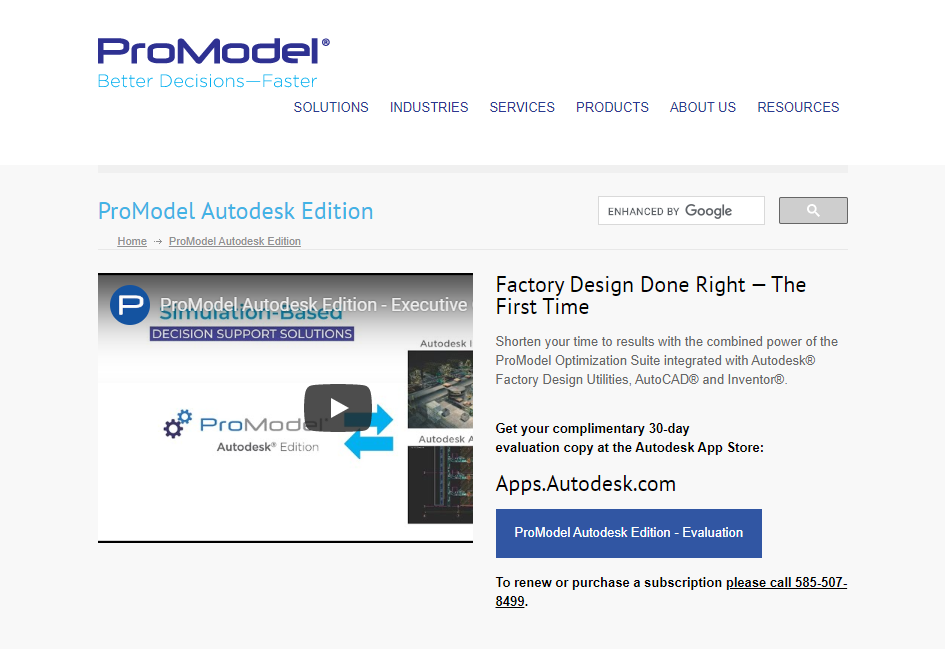 ProModel®
Better Decisions—Faster
SOLUTIONS INDUSTRIES SERVICES PRODUCTS ABOUT US RESOURCES
ProModel Autodesk Edition
ENHANCED BY Google
Home → ProModel Autodesk Edition
P ProModel Autodesk Edition - Executive
Simulation-Based
DECISION SUPPORT SOLUTIONS
Autodesk
ProModel
Autodesk® Edition
Autodesk
Factory Design Done Right — The
First Time
Shorten your time to results with the combined power of the
ProModel Optimization Suite integrated with Autodesk®
Factory Design Utilities, AutoCAD® and Inventor®.
Get your complimentary 30-day
evaluation copy at the Autodesk App Store:
Apps.Autodesk.com
ProModel Autodesk Edition - Evaluation
To renew or purchase a subscription please call 585-507-
8499.